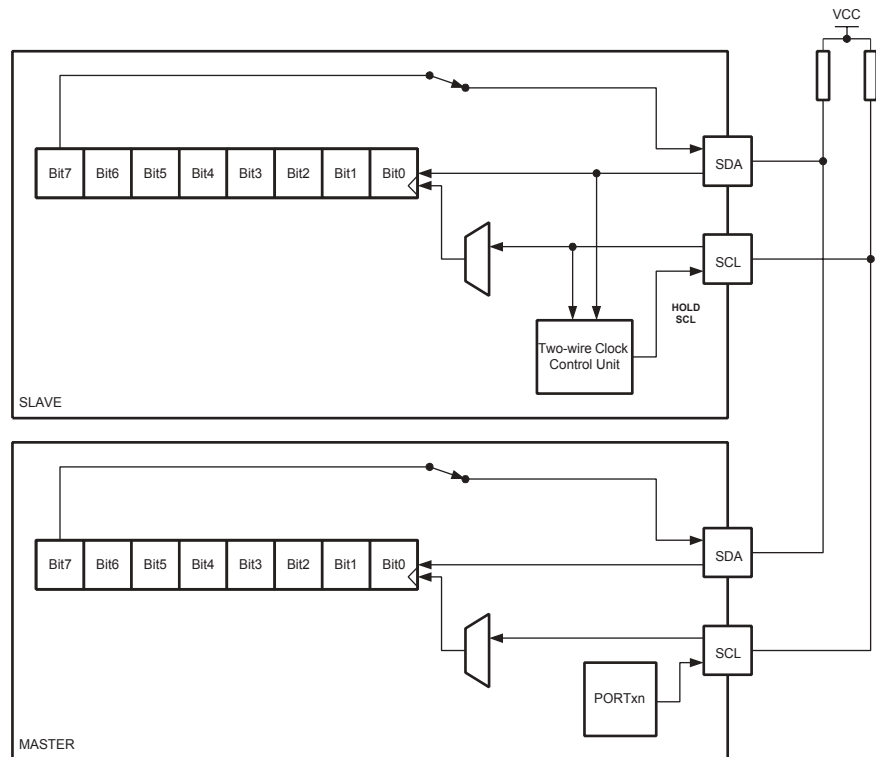 VCC
Bit7 Bit6 Bit5 Bit4 Bit3 Bit2 Bit1 Bit0
SDA
SCL
HOLD
SCL
Two-wire Clock
Control Unit
SLAVE
Bit7 Bit6 Bit5 Bit4 Bit3 Bit2 Bit1 Bit0
SDA
SCL
PORTxn
MASTER